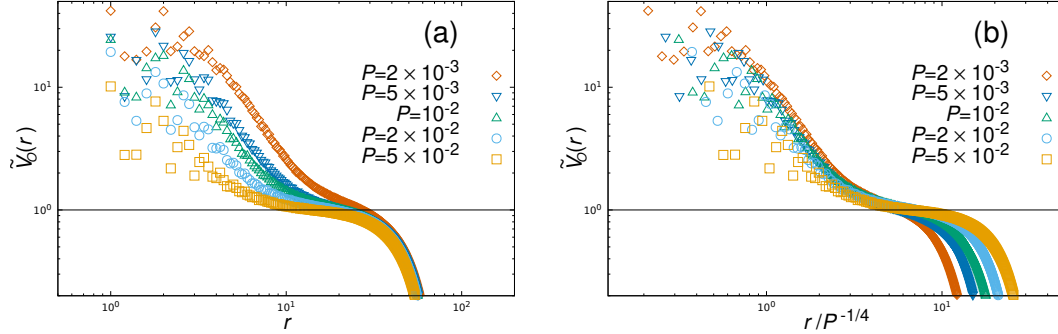 (a)
P=2 × 10⁻³
P=5 × 10⁻³
P=10⁻²
P=2 × 10⁻²
P=5 × 10⁻²
10¹
10⁰
Ṽ₀(r)
10⁰
10¹
10²
r
(b)
P=2 × 10⁻³
P=5 × 10⁻³
P=10⁻²
P=2 × 10⁻²
P=5 × 10⁻²
10¹
10⁰
Ṽ₀(r)
10⁰
10¹
r/P⁻¹/⁴